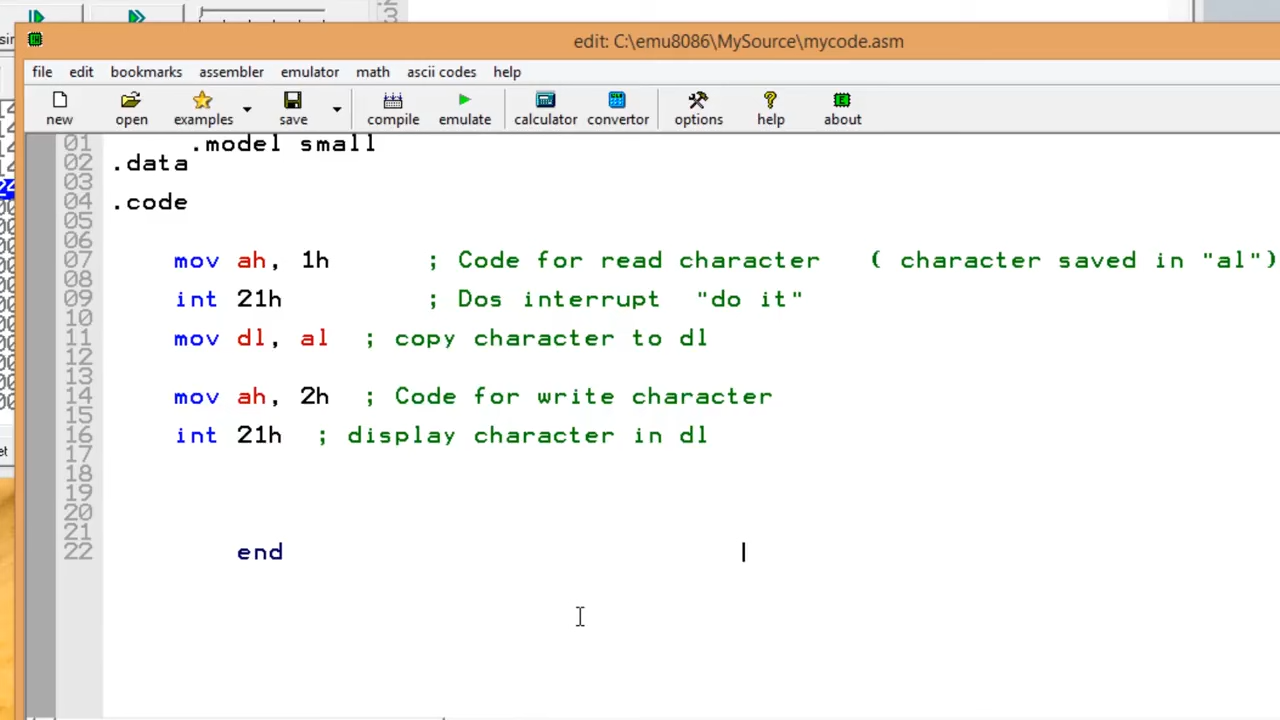 edit: C:\emu8086\MySource\mycode.asm
file edit bookmarks assembler emulator math ascii codes help
new open examples save compile emulate calculator convertor options help about
01 .model small
02 .data
03
04 .code
05
06
07 mov ah, 1h ; Code for read character ( character saved in "al")
08
09 int 21h ; Dos interrupt "do it"
10
11 mov dl, al ; copy character to dl
12
13
14 mov ah, 2h ; Code for write character
15
16 int 21h ; display character in dl
17
18
19
20
21
22 end